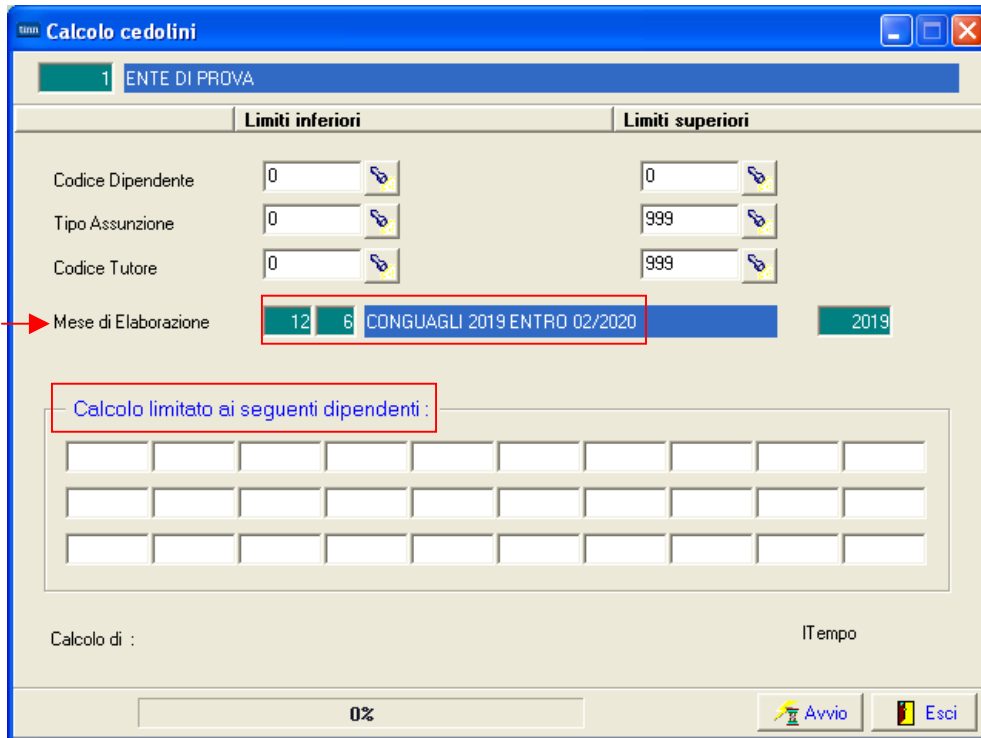 tinn Calcolo cedolini
1 ENTE DI PROVA
Limiti inferiori Limiti superiori
Codice Dipendente 0 0
Tipo Assunzione 0 999
Codice Tutore 0 999
Mese di Elaborazione 12 6 CONGUAGLI 2019 ENTRO 02/2020 2019
Calcolo limitato ai seguenti dipendenti :
Calcolo di : lTempo
0% Avvio Esci